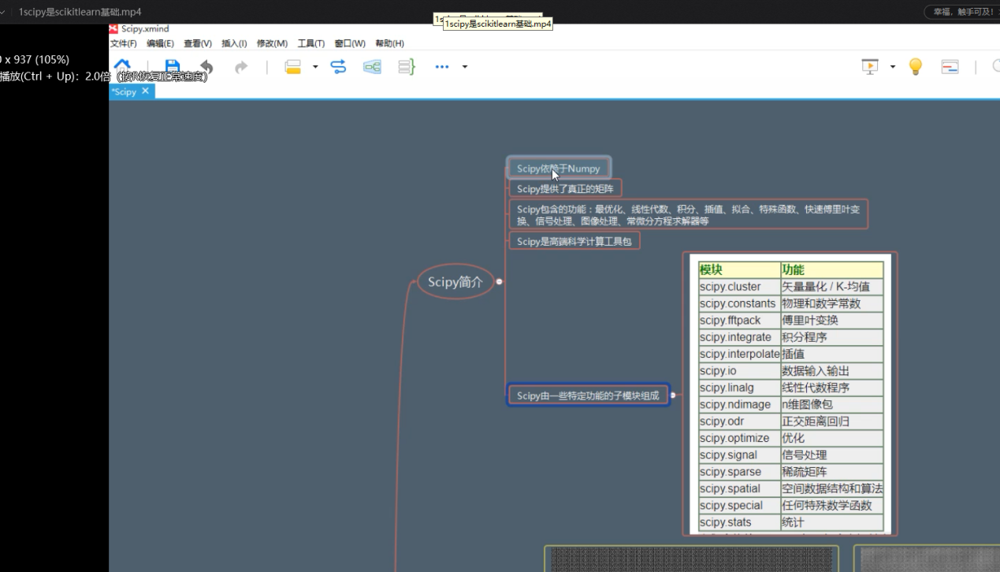 1scipy是scikitlearn基础.mp4
幸福，触手可及！
1scipy是scikitlearn基础.mp4
Scipy.xmind
文件(F) 编辑(E) 查看(V) 插入(I) 修改(M) 工具(T) 窗口(W) 帮助(H)
x 937 (105%)
播放(Ctrl + Up)：2.0倍 (按R恢复正常速度)
*Scipy
Scipy依赖于Numpy
Scipy提供了真正的矩阵
Scipy包含的功能：最优化、线性代数、积分、插值、拟合、特殊函数、快速傅里叶变
换、信号处理、图像处理、常微分方程求解器等
Scipy是高端科学计算工具包
Scipy简介
Scipy由一些特定功能的子模块组成
模块 功能
scipy.cluster 矢量量化 / K-均值
scipy.constants 物理和数学常数
scipy.fftpack 傅里叶变换
scipy.integrate 积分程序
scipy.interpolate 插值
scipy.io 数据输入输出
scipy.linalg 线性代数程序
scipy.ndimage n维图像包
scipy.odr 正交距离回归
scipy.optimize 优化
scipy.signal 信号处理
scipy.sparse 稀疏矩阵
scipy.spatial 空间数据结构和算法
scipy.special 任何特殊数学函数
scipy.stats 统计